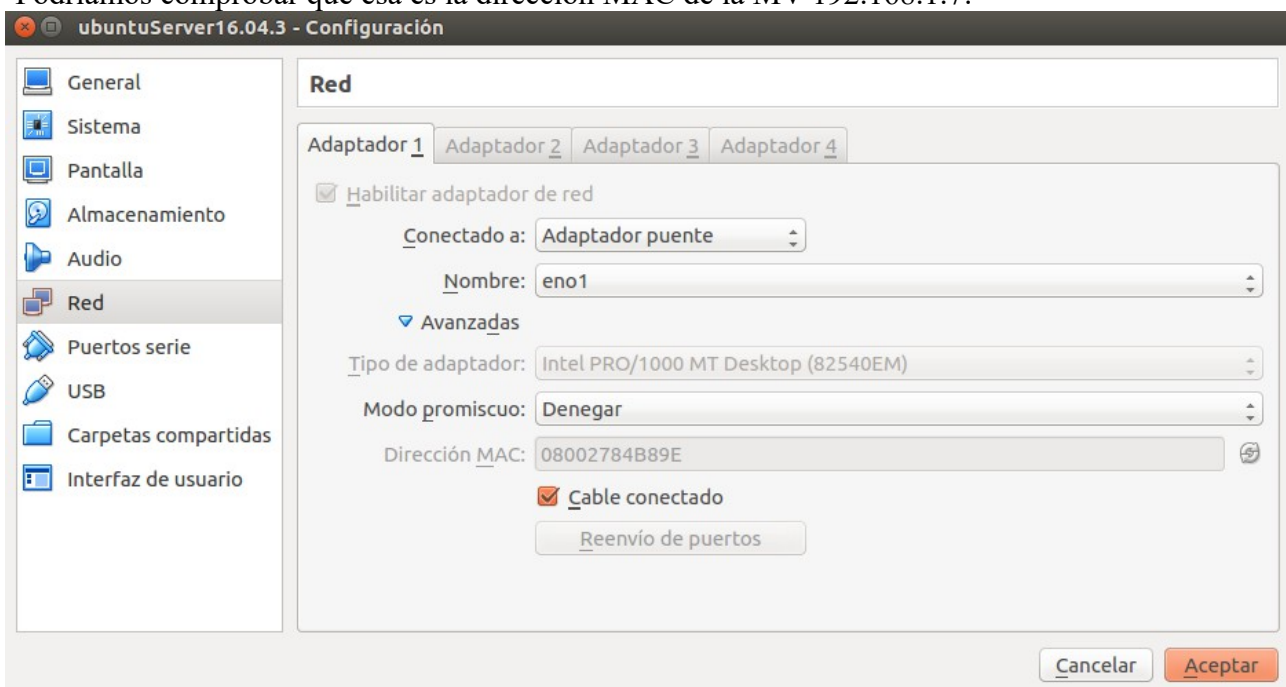 Podríamos comprobar que esa es la dirección MAC de la MV 192.168.1.7.
ubuntuServer16.04.3 - Configuración
General
Sistema
Pantalla
Almacenamiento
Audio
Red
Puertos serie
USB
Carpetas compartidas
Interfaz de usuario
Red
Adaptador 1 Adaptador 2 Adaptador 3 Adaptador 4
Habilitar adaptador de red
Conectado a: Adaptador puente
Nombre: eno1
Avanzadas
Tipo de adaptador: Intel PRO/1000 MT Desktop (82540EM)
Modo promiscuo: Denegar
Dirección MAC: 08002784B89E
Cable conectado
Reenvío de puertos
Cancelar Aceptar